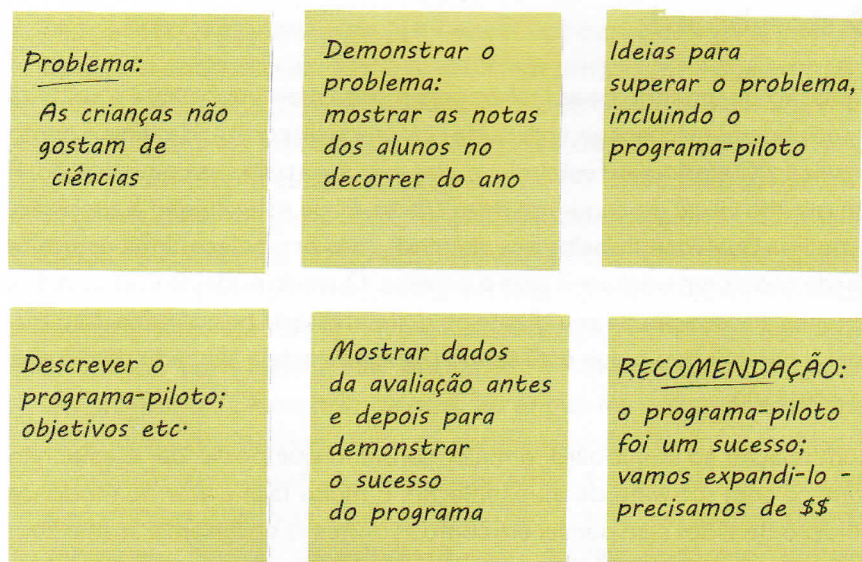 Problema:
As crianças não
gostam de
ciências
Demonstrar o
problema:
mostrar as notas
dos alunos no
decorrer do ano
Ideias para
superar o problema,
incluindo o
programa-piloto
Descrever o
programa-piloto;
objetivos etc.
Mostrar dados
da avaliação antes
e depois para
demonstrar
o sucesso
do programa
RECOMENDAÇÃO:
o programa-piloto
foi um sucesso;
vamos expandi-lo -
precisamos de $$